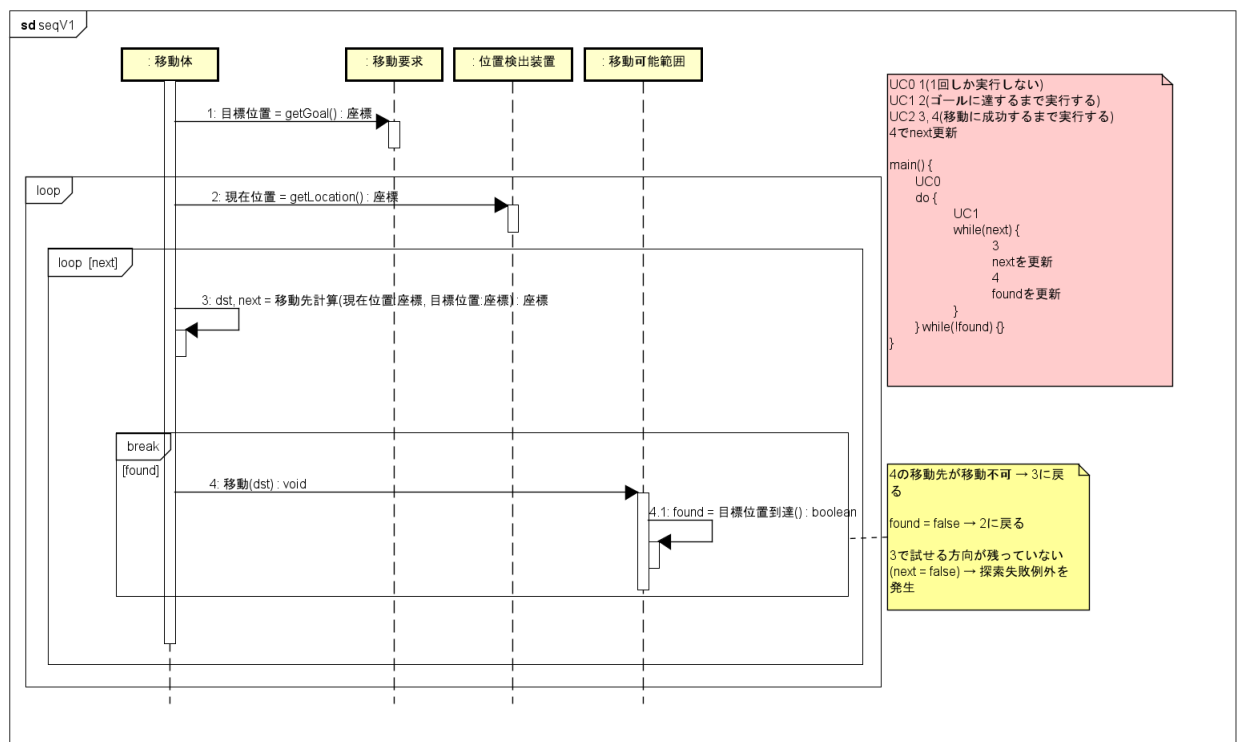 sd seqV1
: 移動体
: 移動要求
: 位置検出装置
: 移動可能範囲
1: 目標位置 = getGoal() : 座標
loop
2: 現在位置 = getLocation() : 座標
loop [next]
3: dst, next = 移動先計算(現在位置:座標, 目標位置:座標) : 座標
break
[found]
4: 移動(dst) : void
4.1: found = 目標位置到達() : boolean
UC0 1(1回しか実行しない)
UC1 2(ゴールに達するまで実行する)
UC2 3, 4(移動に成功するまで実行する)
4でnext更新
main() {
UC0
do {
UC1
while(next) {
3
nextを更新
4
foundを更新
}
} while(!found) {}
}
4の移動先が移動不可 → 3に戻
る
found = false → 2に戻る
3で試せる方向が残っていない
(next = false) → 探索失敗例外を
発生